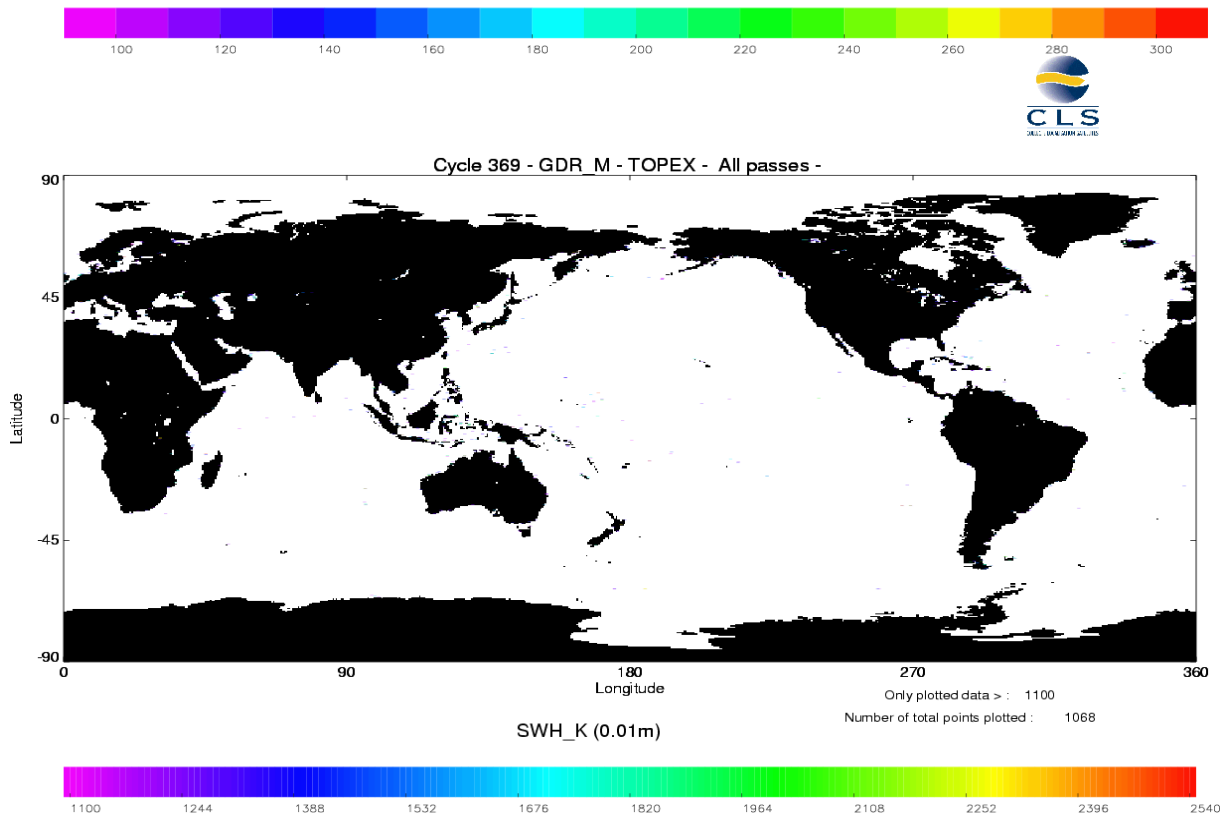 100 120 140 160 180 200 220 240 260 280 300
CLS
Cycle 369 - GDR_M - TOPEX - All passes -
90
45
0
-45
-90
Latitude
0 90 180 270 360
Longitude
Only plotted data > : 1100
Number of total points plotted : 1068
SWH_K (0.01m)
1100 1244 1388 1532 1676 1820 1964 2108 2252 2396 2540